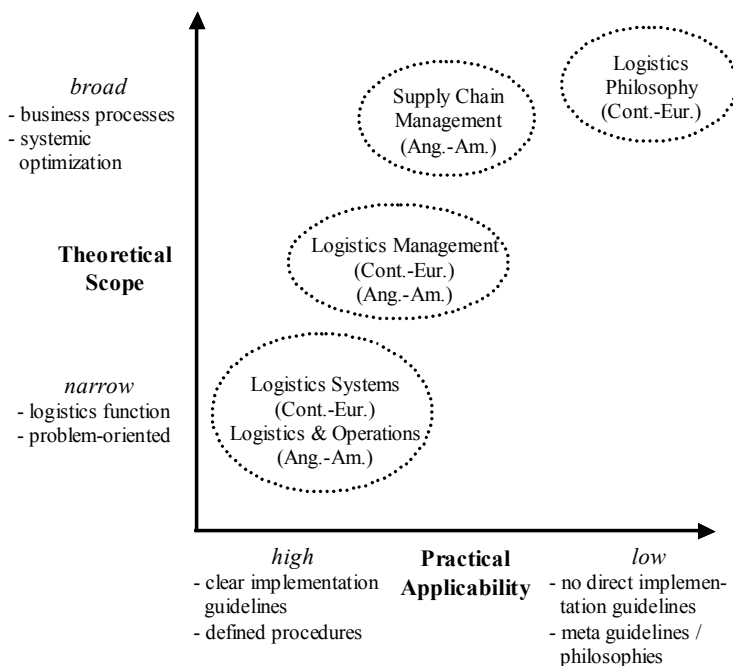 broad
- business processes
- systemic
optimization
Logistics
Philosophy
(Cont.-Eur.)
Supply Chain
Management
(Ang.-Am.)
Theoretical
Scope
Logistics Management
(Cont.-Eur.)
(Ang.-Am.)
narrow
- logistics function
- problem-oriented
Logistics Systems
(Cont.-Eur.)
Logistics & Operations
(Ang.-Am.)
high
- clear implementation
guidelines
- defined procedures
Practical
Applicability
low
- no direct implemen-
tation guidelines
- meta guidelines /
philosophies